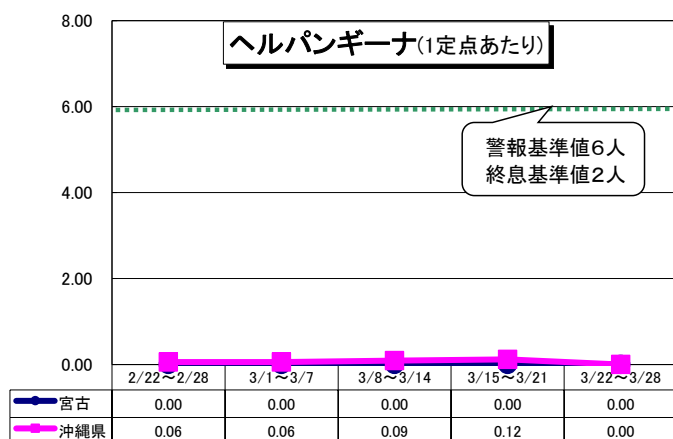 8.00
ヘルパンギーナ(1定点あたり)
6.00
警報基準値6人
終息基準値2人
4.00
2.00
0.00
2/22～2/28 3/1～3/7 3/8～3/14 3/15～3/21 3/22～3/28
宮古 0.00 0.00 0.00 0.00 0.00
沖縄県 0.06 0.06 0.09 0.12 0.00